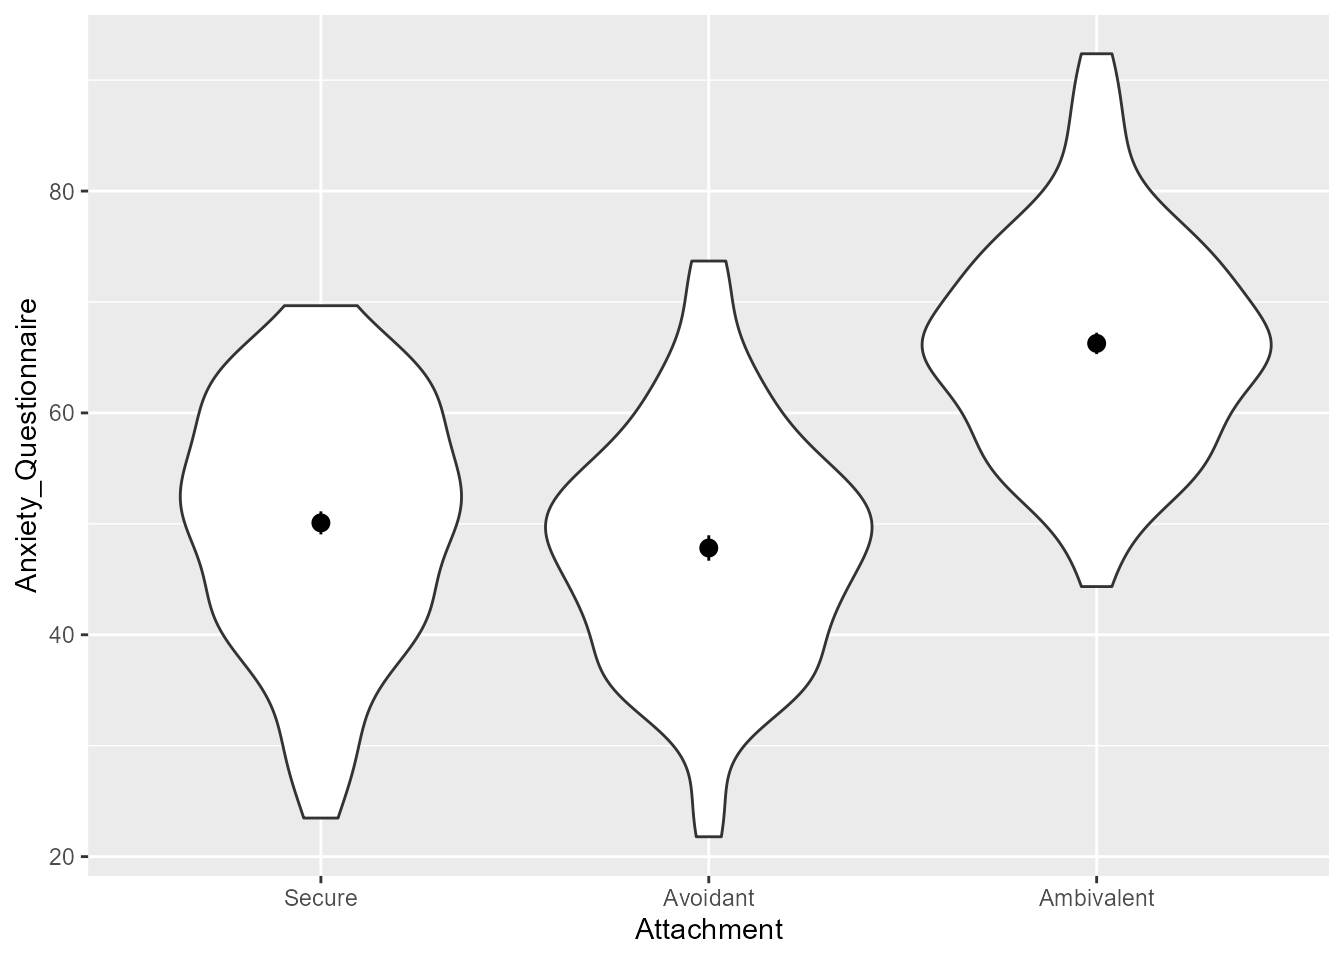 Anxiety_Questionnaire
80
60
40
20
Secure
Avoidant
Ambivalent
Attachment